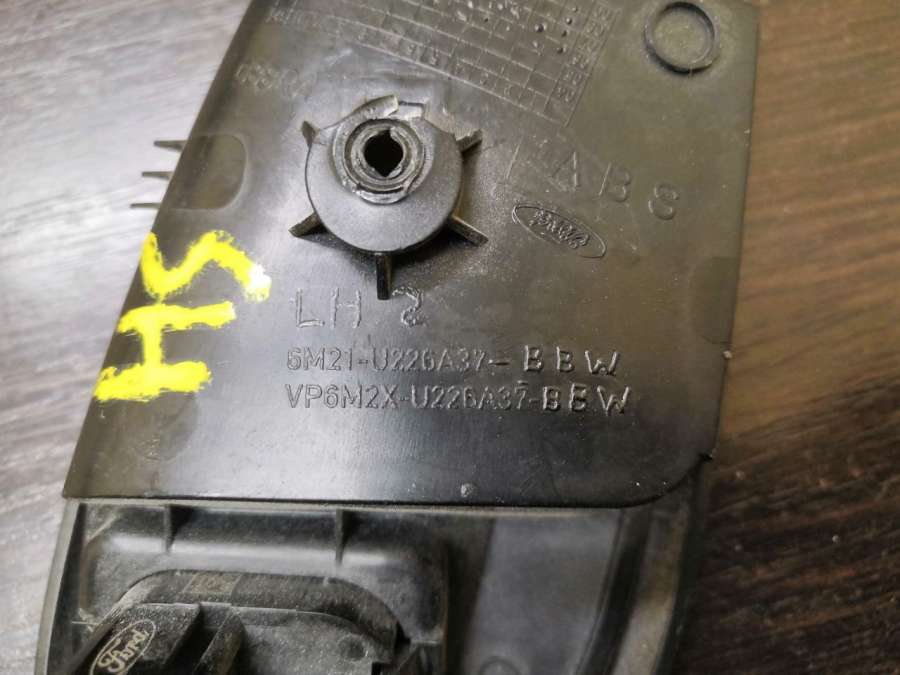 ABS
Ford
LH 2
6M21-U226A37-BBW
VP6M2X-U226A37-BBW
HS
Ford